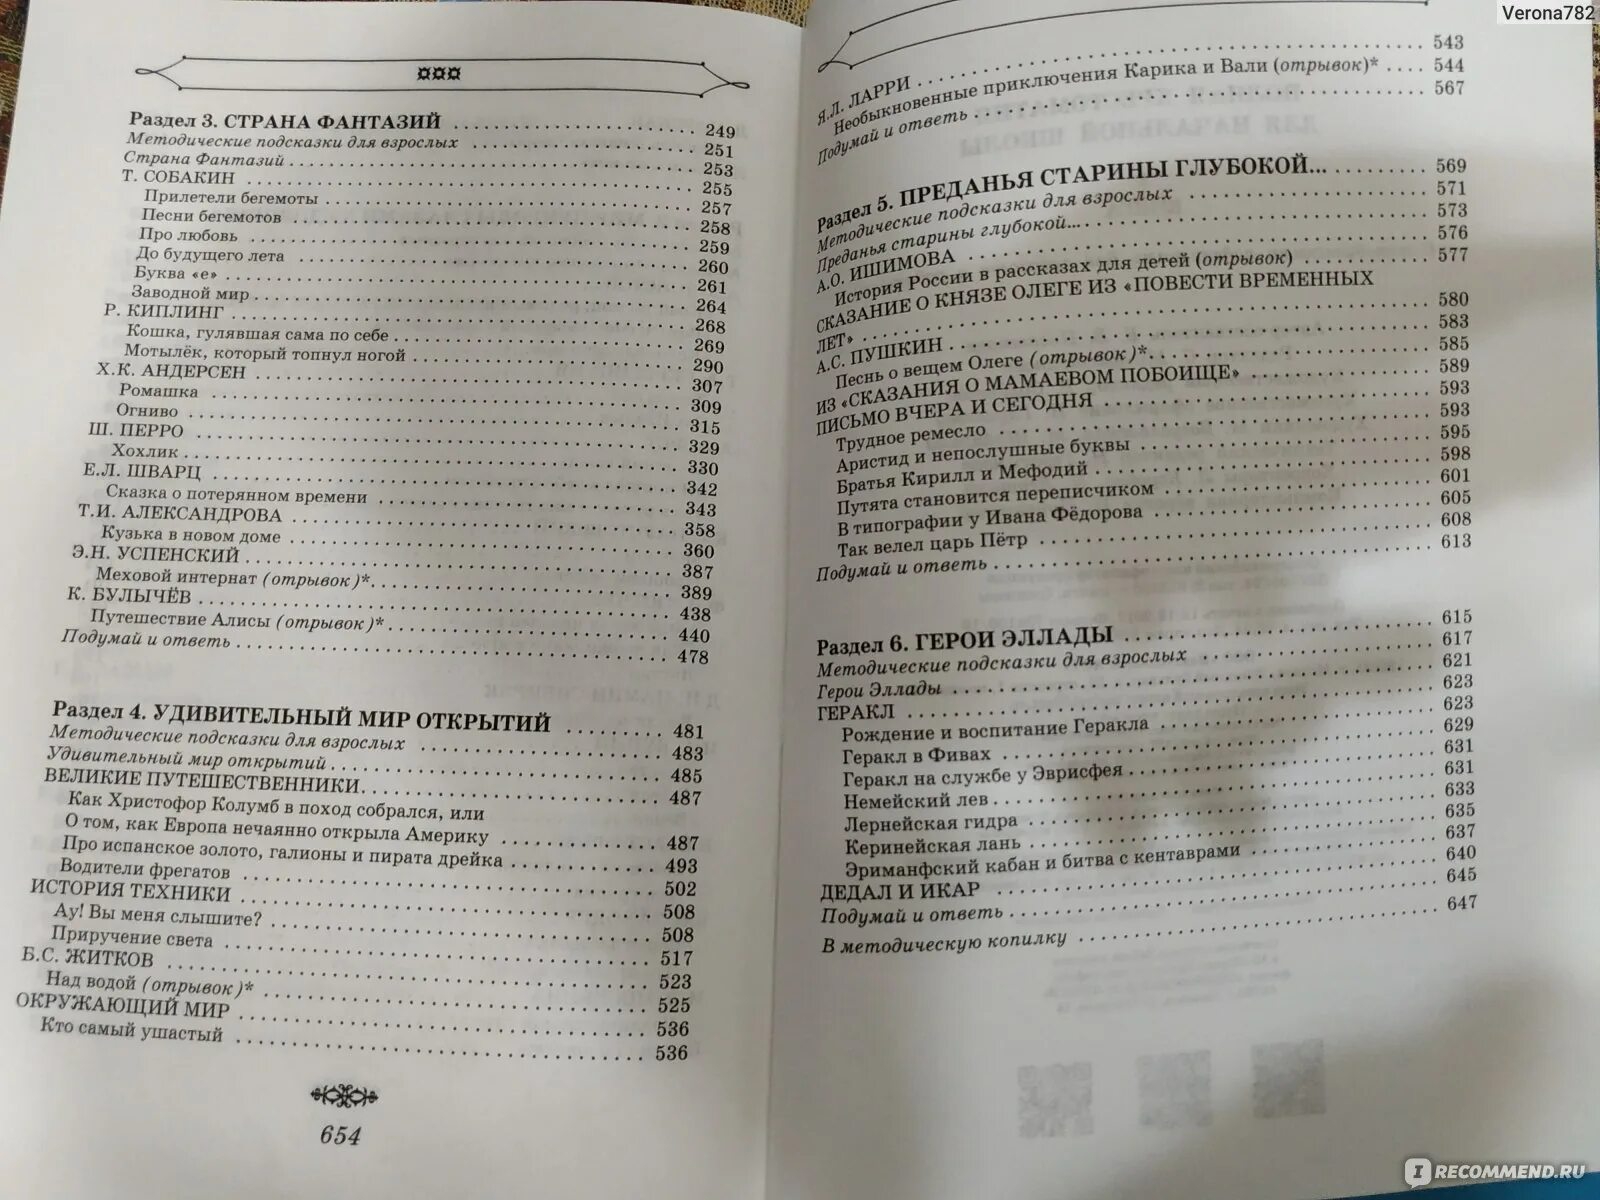 Раздел 3. СТРАНА ФАНТАЗИЙ ..... 249
Методические подсказки для взрослых ..... 251
Страна Фантазий ..... 253
Т. СОБАКИН ..... 255
Прилетели бегемоты ..... 257
Песни бегемотов ..... 258
Про любовь ..... 259
До будущего лета ..... 260
Буква «е» ..... 261
Заводной мир ..... 264
Р. КИПЛИНГ ..... 268
Кошка, гулявшая сама по себе ..... 269
Мотылёк, который топнул ногой ..... 290
Х.К. АНДЕРСЕН ..... 307
Ромашка ..... 309
Огниво ..... 315
Ш. ПЕРРО ..... 329
Хохлик ..... 330
Е.Л. ШВАРЦ ..... 342
Сказка о потерянном времени ..... 343
Т.И. АЛЕКСАНДРОВА ..... 358
Кузька в новом доме ..... 360
Э.Н. УСПЕНСКИЙ ..... 387
Меховой интернат (отрывок)* ..... 389
К. БУЛЫЧЁВ ..... 438
Путешествие Алисы (отрывок)* ..... 440
Подумай и ответь ..... 478
Раздел 4. УДИВИТЕЛЬНЫЙ МИР ОТКРЫТИЙ ..... 481
Методические подсказки для взрослых ..... 483
Удивительный мир открытий ..... 485
ВЕЛИКИЕ ПУТЕШЕСТВЕННИКИ ..... 487
Как Христофор Колумб в поход собрался, или
О том, как Европа нечаянно открыла Америку ..... 487
Про испанское золото, галионы и пирата дрейка ..... 493
Водители фрегатов ..... 502
ИСТОРИЯ ТЕХНИКИ ..... 508
Ау! Вы меня слышите? ..... 508
Приручение света ..... 517
Б.С. ЖИТКОВ ..... 523
Над водой (отрывок)* ..... 525
ОКРУЖАЮЩИЙ МИР ..... 536
Кто самый ушастый ..... 536
654
Я.Л. ЛАРРИ ..... 543
Необыкновенные приключения Карика и Вали (отрывок)* ..... 544
Подумай и ответь ..... 567
Раздел 5. ПРЕДАНЬЯ СТАРИНЫ ГЛУБОКОЙ... ..... 569
Методические подсказки для взрослых ..... 571
Преданья старины глубокой... ..... 573
А.О. ИШИМОВА ..... 576
История России в рассказах для детей (отрывок) ..... 577
СКАЗАНИЕ О КНЯЗЕ ОЛЕГЕ ИЗ «ПОВЕСТИ ВРЕМЕННЫХ
ЛЕТ» ..... 580
А.С. ПУШКИН ..... 583
Песнь о вещем Олеге (отрывок)* ..... 585
ИЗ «СКАЗАНИЯ О МАМАЕВОМ ПОБОИЩЕ» ..... 589
ПИСЬМО ВЧЕРА И СЕГОДНЯ ..... 593
Трудное ремесло ..... 593
Аристид и непослушные буквы ..... 595
Братья Кирилл и Мефодий ..... 598
Путята становится переписчиком ..... 601
В типографии у Ивана Фёдорова ..... 605
Так велел царь Пётр ..... 608
Подумай и ответь ..... 613
Раздел 6. ГЕРОИ ЭЛЛАДЫ ..... 615
Методические подсказки для взрослых ..... 617
Герои Эллады ..... 621
ГЕРАКЛ ..... 623
Рождение и воспитание Геракла ..... 623
Геракл в Фивах ..... 629
Геракл на службе у Эврисфея ..... 631
Немейский лев ..... 631
Лернейская гидра ..... 633
Керинейская лань ..... 635
Эриманфский кабан и битва с кентаврами ..... 637
ДЕДАЛ И ИКАР ..... 640
Подумай и ответь ..... 645
В методическую копилку ..... 647
Verona782
IRECOMMEND.RU